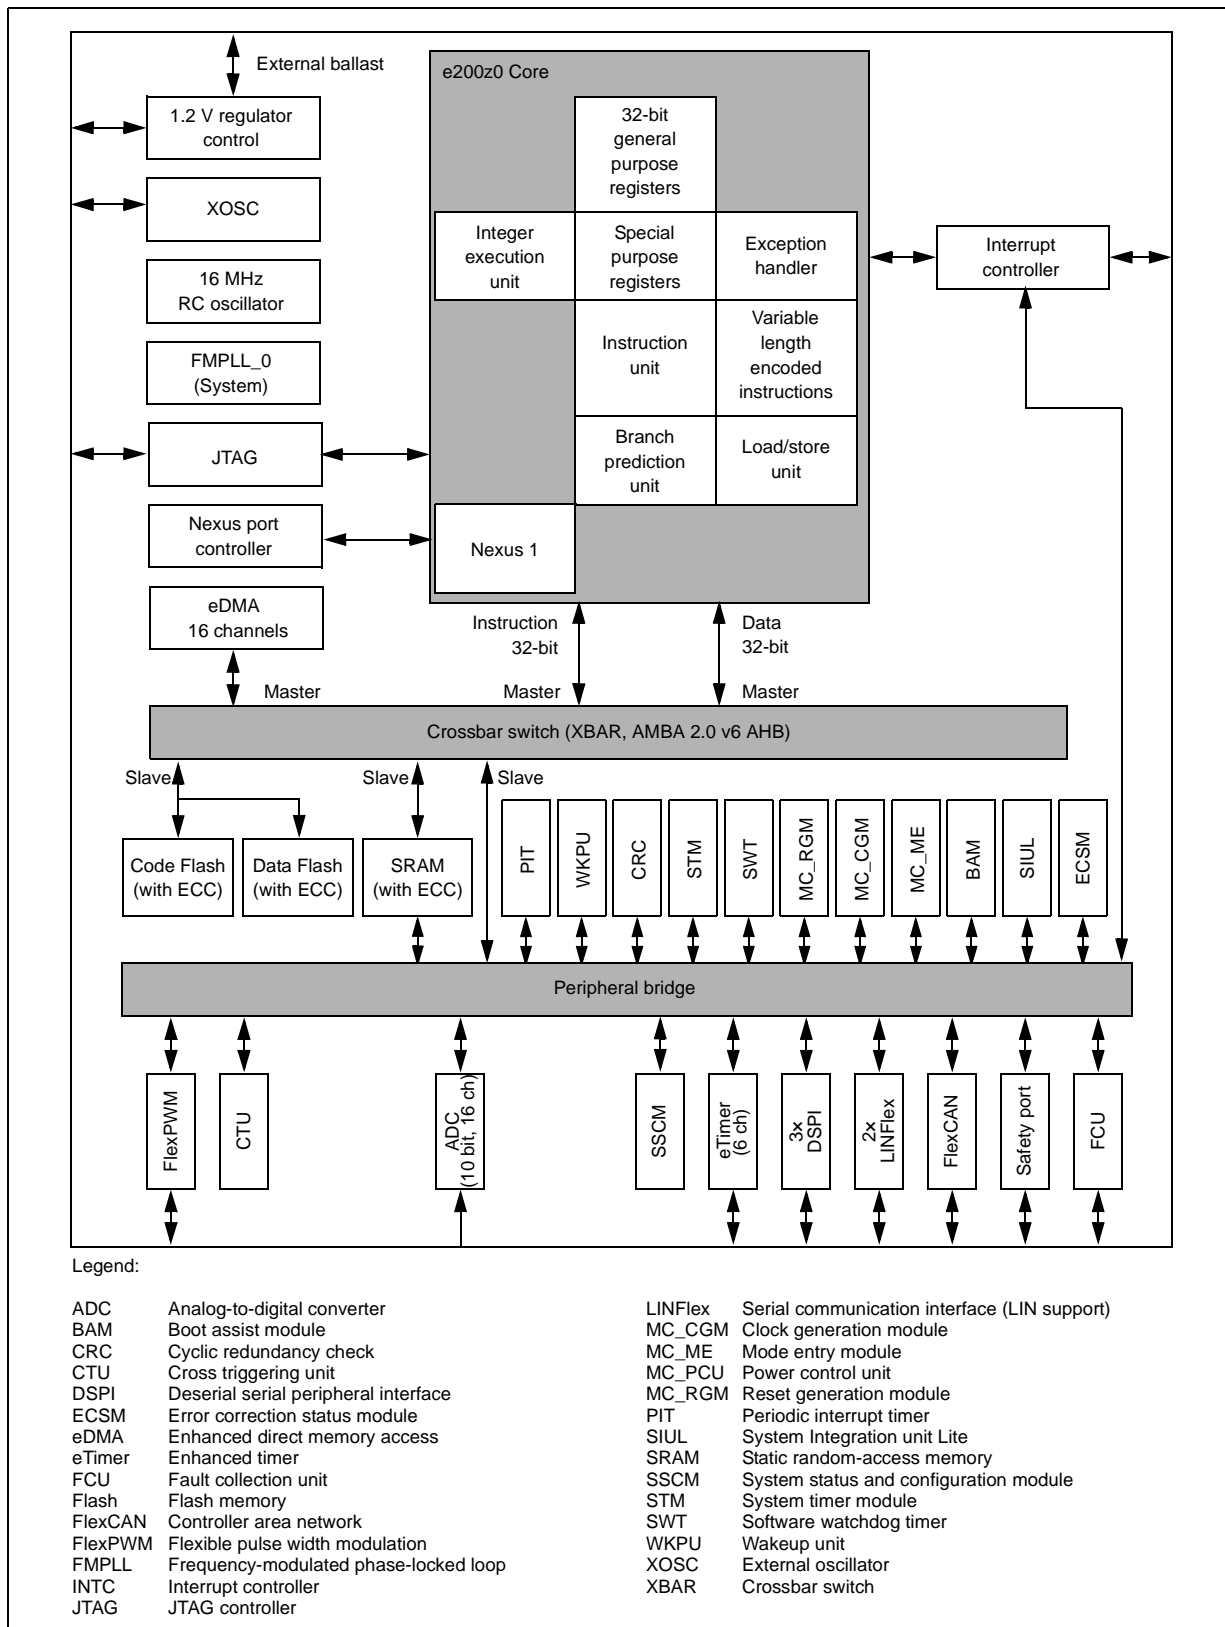 External ballast
e200z0 Core
1.2 V regulator
control
32-bit
general
purpose
registers
XOSC
Integer
execution
unit
Special
purpose
registers
Exception
handler
Interrupt
controller
16 MHz
RC oscillator
Instruction
unit
Variable
length
encoded
instructions
FMPLL_0
(System)
JTAG
Branch
prediction
unit
Load/store
unit
Nexus port
controller
Nexus 1
eDMA
16 channels
Instruction
32-bit
Data
32-bit
Master
Master
Master
Crossbar switch (XBAR, AMBA 2.0 v6 AHB)
Slave
Slave
Slave
Code Flash
(with ECC)
Data Flash
(with ECC)
SRAM
(with ECC)
PIT
WKPU
CRC
STM
SWT
MC_RGM
MC_CGM
MC_ME
BAM
SIUL
ECSM
Peripheral bridge
FlexPWM
CTU
ADC
(10 bit, 16 ch)
SSCM
eTimer
(6 ch)
3x
DSPI
2x
LINFlex
FlexCAN
Safety port
FCU
Legend:
ADC Analog-to-digital converter
BAM Boot assist module
CRC Cyclic redundancy check
CTU Cross triggering unit
DSPI Deserial serial peripheral interface
ECSM Error correction status module
eDMA Enhanced direct memory access
eTimer Enhanced timer
FCU Fault collection unit
Flash Flash memory
FlexCAN Controller area network
FlexPWM Flexible pulse width modulation
FMPLL Frequency-modulated phase-locked loop
INTC Interrupt controller
JTAG JTAG controller
LINFlex Serial communication interface (LIN support)
MC_CGM Clock generation module
MC_ME Mode entry module
MC_PCU Power control unit
MC_RGM Reset generation module
PIT Periodic interrupt timer
SIUL System Integration unit Lite
SRAM Static random-access memory
SSCM System status and configuration module
STM System timer module
SWT Software watchdog timer
WKPU Wakeup unit
XOSC External oscillator
XBAR Crossbar switch